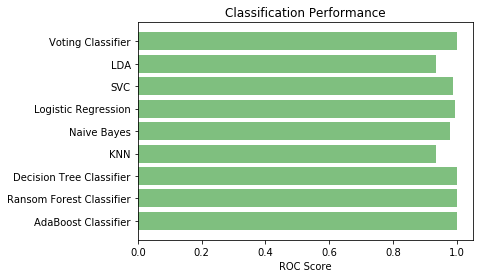 Classification Performance
Voting Classifier
LDA
SVC
Logistic Regression
Naive Bayes
KNN
Decision Tree Classifier
Ransom Forest Classifier
AdaBoost Classifier
0.0 0.2 0.4 0.6 0.8 1.0
ROC Score